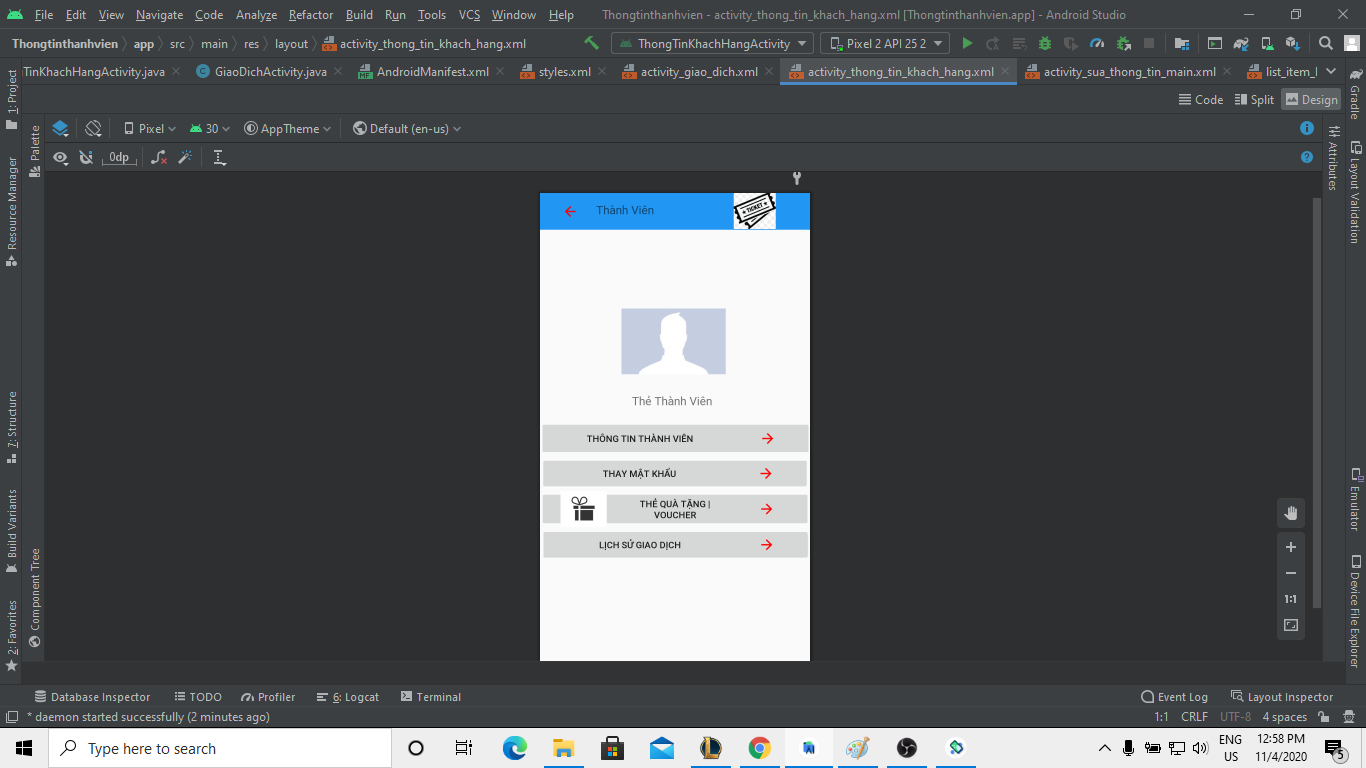 File Edit View Navigate Code Analyze Refactor Build Run Tools VCS Window Help Thongtinthanhvien - activity_thong_tin_khach_hang.xml [Thongtinthanhvien.app] - Android Studio
Thongtinthanhvien app src main res layout activity_thong_tin_khach_hang.xml ThongTinKhachHangActivity Pixel 2 API 25 2
TinKhachHangActivity.java GiaoDichActivity.java AndroidManifest.xml styles.xml activity_giao_dich.xml activity_thong_tin_khach_hang.xml activity_sua_thong_tin_main.xml list_item_l
Code Split Design
Pixel 30 AppTheme Default (en-us)
0dp
1: Project
Resource Manager
7: Structure
Build Variants
2: Favorites
Palette
Component Tree
Thành Viên
TICKET
Thẻ Thành Viên
THÔNG TIN THÀNH VIÊN
THAY MẬT KHẨU
THẺ QUÀ TẶNG |
VOUCHER
LỊCH SỬ GIAO DỊCH
1:1
Attributes
Gradle
Layout Validation
Emulator
Device File Explorer
Database Inspector TODO Profiler 6: Logcat Terminal Event Log Layout Inspector
* daemon started successfully (2 minutes ago) 1:1 CRLF UTF-8 4 spaces
Type here to search
ENG
US
12:58 PM
11/4/2020
5